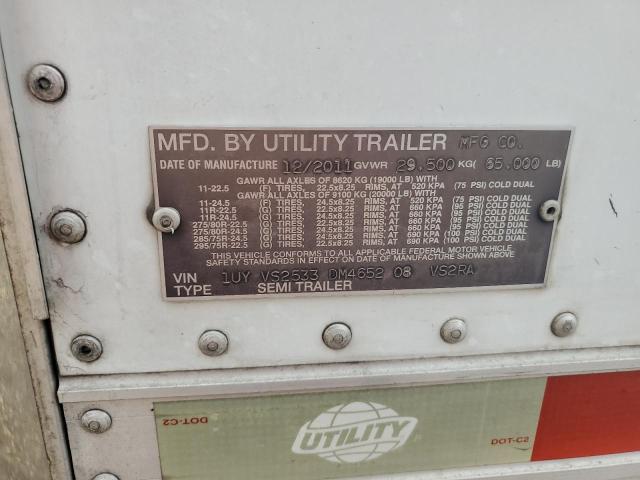 MFD. BY UTILITY TRAILER MFG CO.
DATE OF MANUFACTURE 12/2011 GVWR 29,500 KG( 65,000 LB)
GAWR ALL AXLES OF 8620 KG (19000 LB) WITH
11-22.5 (F) TIRES, 22.5x8.25 RIMS, AT 520 KPA (75 PSI) COLD DUAL
GAWR ALL AXLES OF 9100 KG (20000 LB) WITH
11-24.5 (F) TIRES, 24.5x8.25 RIMS, AT 520 KPA (75 PSI) COLD DUAL
11R-22.5 (G) TIRES, 22.5x8.25 RIMS, AT 660 KPA (95 PSI) COLD DUAL
11R-24.5 (G) TIRES, 24.5x8.25 RIMS, AT 660 KPA (95 PSI) COLD DUAL
275/80R-22.5 (G) TIRES, 22.5x8.25 RIMS, AT 660 KPA (95 PSI) COLD DUAL
275/80R-24.5 (G) TIRES, 24.5x8.25 RIMS, AT 660 KPA (95 PSI) COLD DUAL
285/75R-24.5 (G) TIRES, 24.5x8.25 RIMS, AT 690 KPA (100 PSI) COLD DUAL
295/75R-22.5 (G) TIRES, 22.5x8.25 RIMS, AT 690 KPA (100 PSI) COLD DUAL
THIS VEHICLE CONFORMS TO ALL APPLICABLE FEDERAL MOTOR VEHICLE
SAFETY STANDARDS IN EFFECT ON THE DATE OF MANUFACTURE SHOWN ABOVE.
VIN 1UY VS2533 DM4652 08 VS2RA
TYPE SEMI TRAILER
DOT-C2
UTILITY
DOT-C2